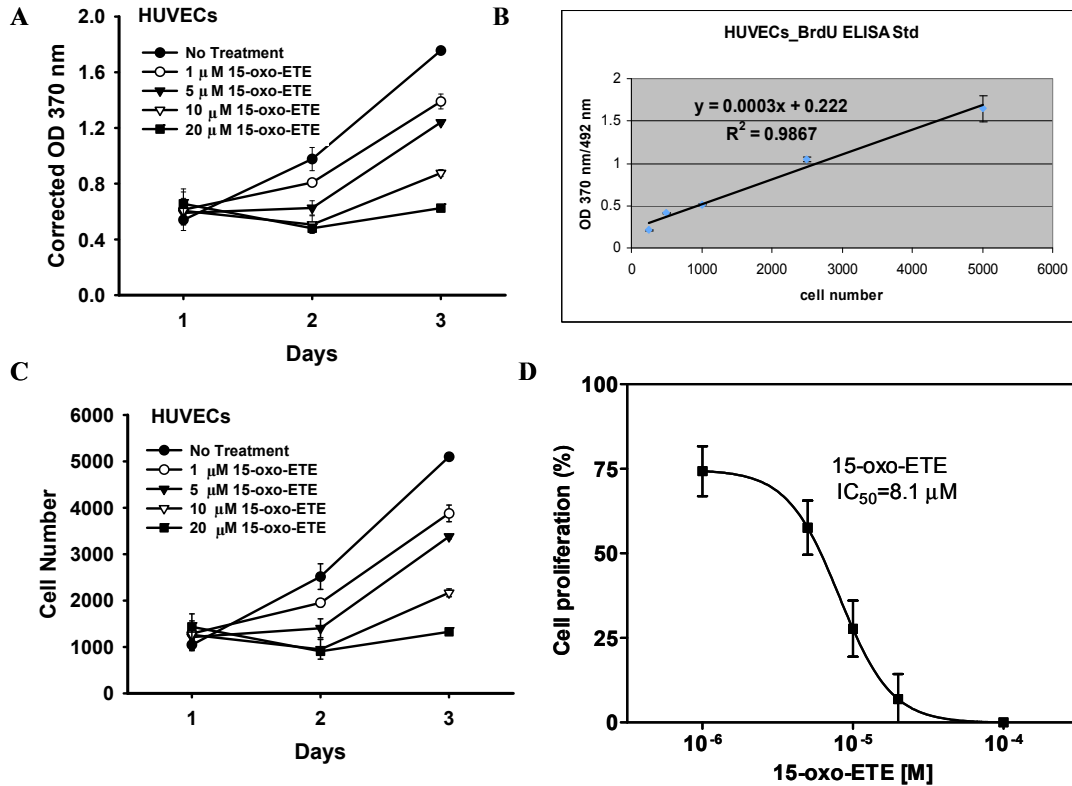 A
HUVECs
No Treatment
1 μM 15-oxo-ETE
5 μM 15-oxo-ETE
10 μM 15-oxo-ETE
20 μM 15-oxo-ETE
Corrected OD 370 nm
2.0
1.6
1.2
0.8
0.4
0.0
1 2 3
Days
B
HUVECs_BrdU ELISA Std
y = 0.0003x + 0.222
R² = 0.9867
OD 370 nm/492 nm
2
1.5
1
0.5
0
0 1000 2000 3000 4000 5000 6000
cell number
C
HUVECs
No Treatment
1 μM 15-oxo-ETE
5 μM 15-oxo-ETE
10 μM 15-oxo-ETE
20 μM 15-oxo-ETE
Cell Number
6000
5000
4000
3000
2000
1000
0
1 2 3
Days
D
15-oxo-ETE
IC₅₀=8.1 μM
Cell proliferation (%)
100
75
50
25
0
10⁻⁶ 10⁻⁵ 10⁻⁴
15-oxo-ETE [M]